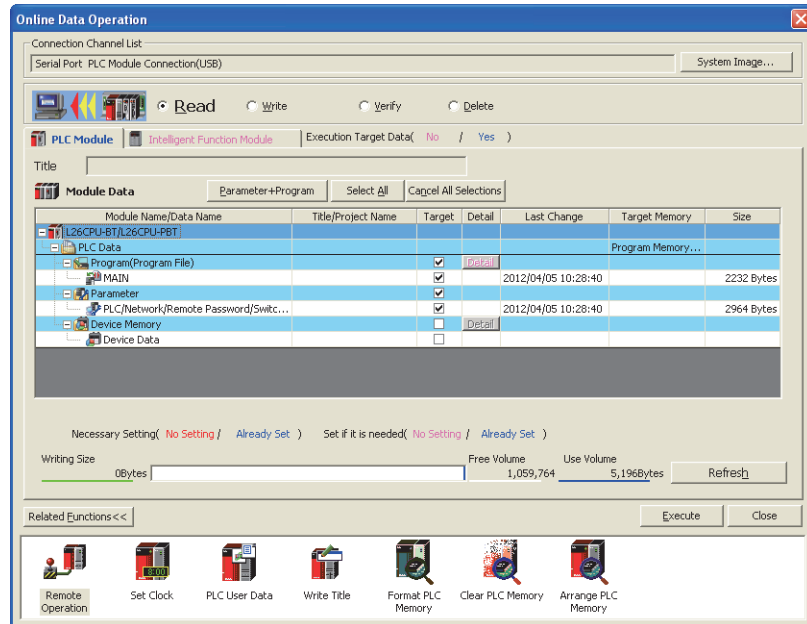 Online Data Operation
Connection Channel List
Serial Port  PLC Module Connection(USB)
System Image...
Read
Write
Verify
Delete
PLC Module
Intelligent Function Module
Execution Target Data(  No  /  Yes  )
Title
Module Data
Parameter+Program
Select All
Cancel All Selections
Module Name/Data Name  Title/Project Name  Target  Detail  Last Change  Target Memory  Size
L26CPU-BT/L26CPU-PBT
PLC Data  Program Memory...
Program(Program File)  Detail
MAIN  2012/04/05 10:28:40  2232 Bytes
Parameter
PLC/Network/Remote Password/Switc...  2012/04/05 10:28:40  2964 Bytes
Device Memory  Detail
Device Data
Necessary Setting(  No Setting  /  Already Set  )  Set if it is needed(  No Setting  /  Already Set  )
Writing Size  Free Volume  Use Volume
0Bytes  1,059,764  5,196Bytes  Refresh
Related Functions<<  Execute  Close
8:00
Remote Operation
Set Clock
PLC User Data
Write Title
Format PLC Memory
Clear PLC Memory
Arrange PLC Memory